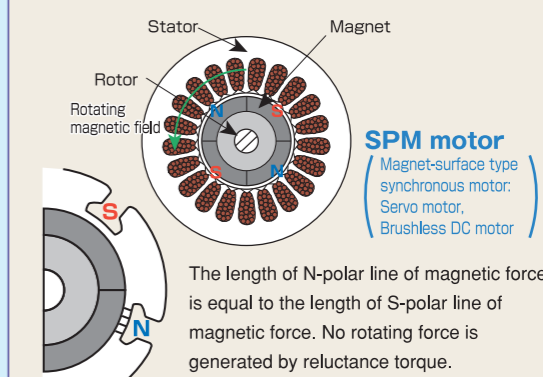 Stator
Magnet
Rotor
Rotating
magnetic field
N
S
S
N
SPM motor
Magnet-surface type
synchronous motor:
Servo motor,
Brushless DC motor
S
N
The length of N-polar line of magnetic force
is equal to the length of S-polar line of
magnetic force. No rotating force is
generated by reluctance torque.